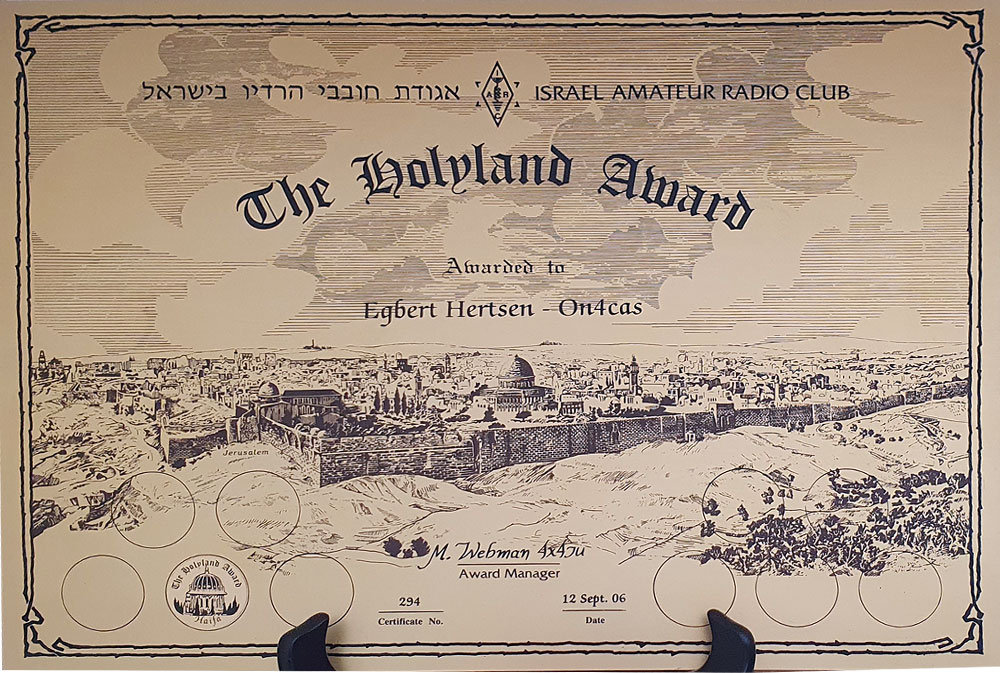 אגודת חובבי הרדיו בישראל
I
A R
C
ISRAEL AMATEUR RADIO CLUB
The Holyland Award
Awarded to
Egbert Hertsen - On4cas
Jerusalem
M. Webman 4x4JU
Award Manager
The Holyland Award
Haifa
294
Certificate No.
12 Sept. 06
Date